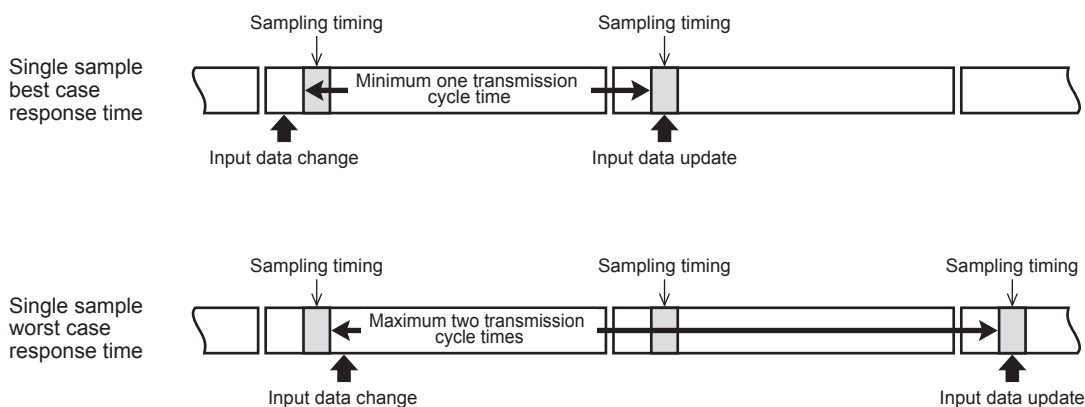 Sampling timing
Sampling timing
Single sample
best case
response time
Minimum one transmission
cycle time
Input data change
Input data update
Sampling timing
Sampling timing
Sampling timing
Single sample
worst case
response time
Maximum two transmission
cycle times
Input data change
Input data update